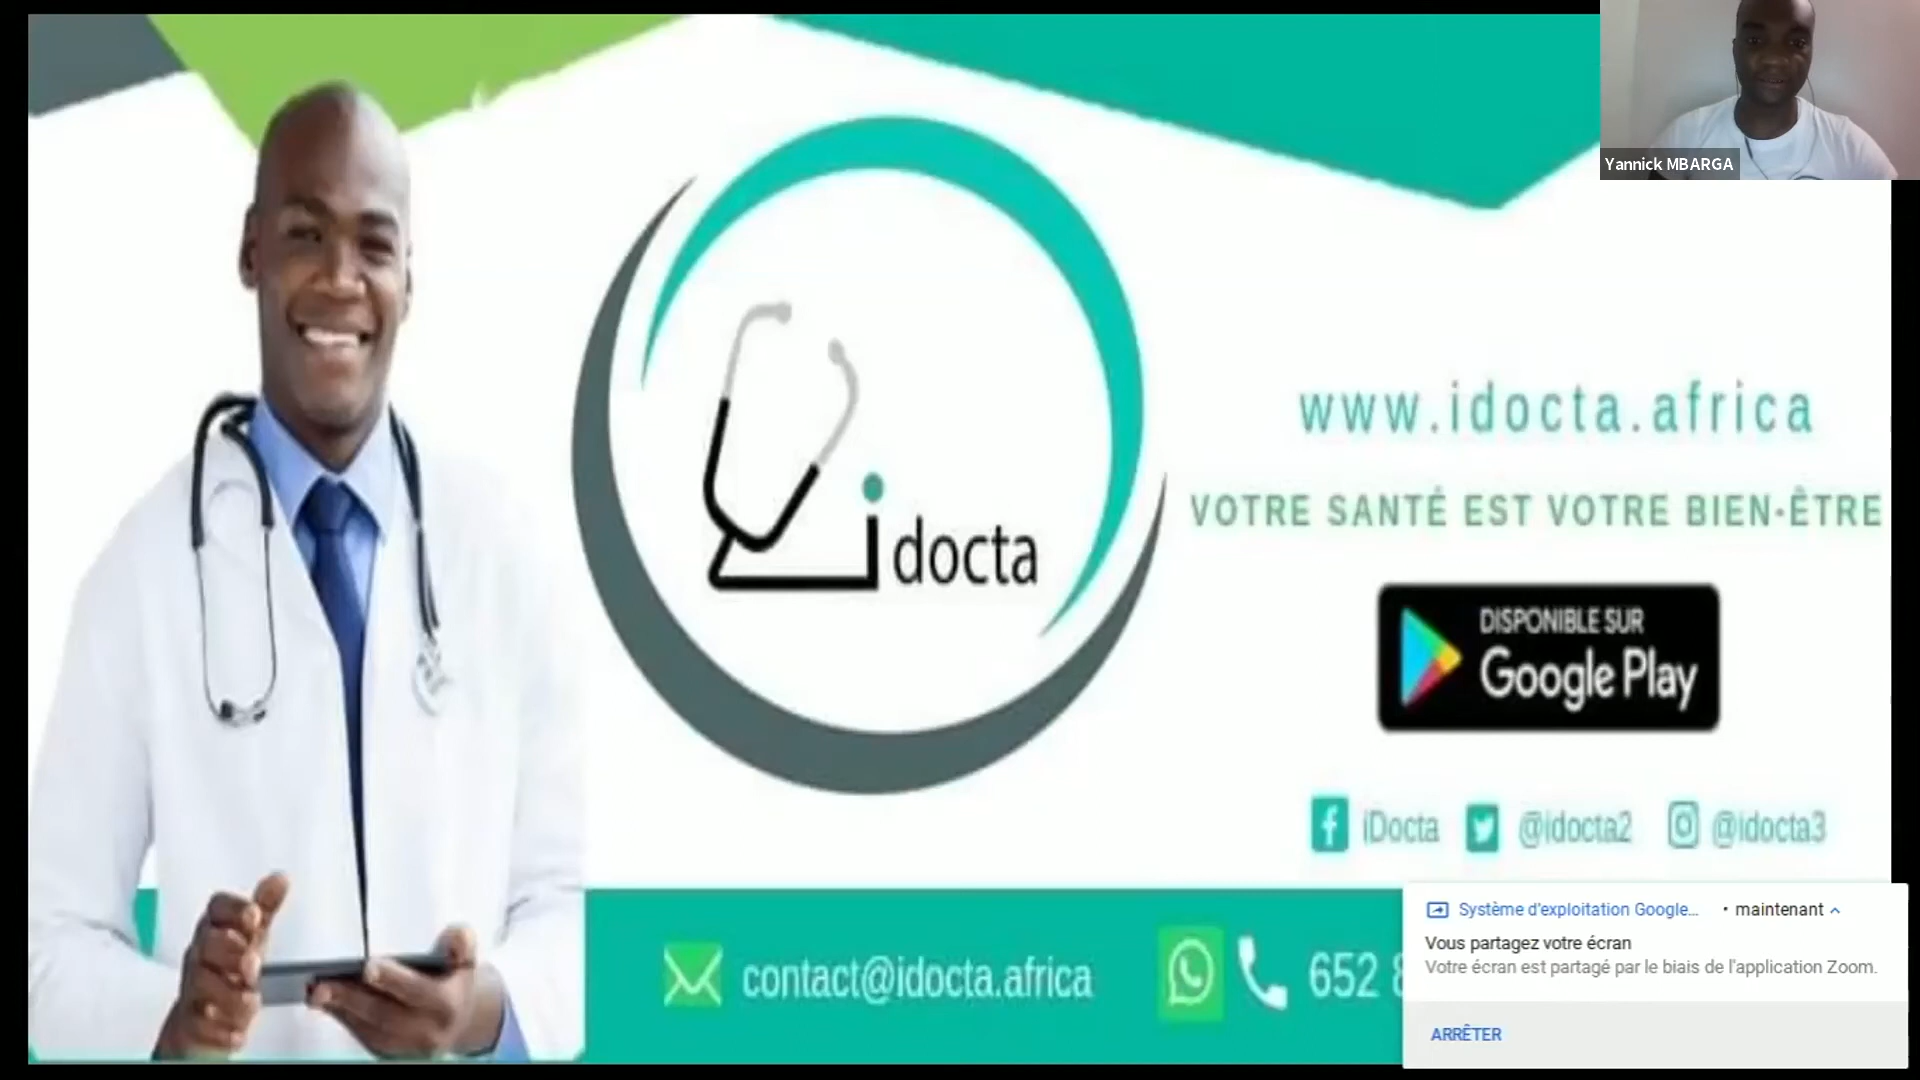 Yannick MBARGA
idocta
www.idocta.africa
VOTRE SANTÉ EST VOTRE BIEN-ÊTRE
DISPONIBLE SUR
Google Play
iDocta @idocta2 @idocta3
contact@idocta.africa 652
Système d'exploitation Google... • maintenant
Vous partagez votre écran
Votre écran est partagé par le biais de l'application Zoom.
ARRÊTER